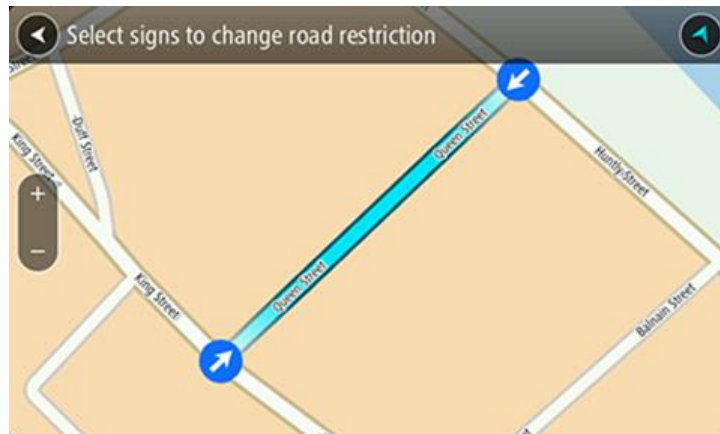 Select signs to change road restriction
Street
Duff Street
King Street
Queen Street
Huntly Street
Queen Street
King Street
Balnain Street